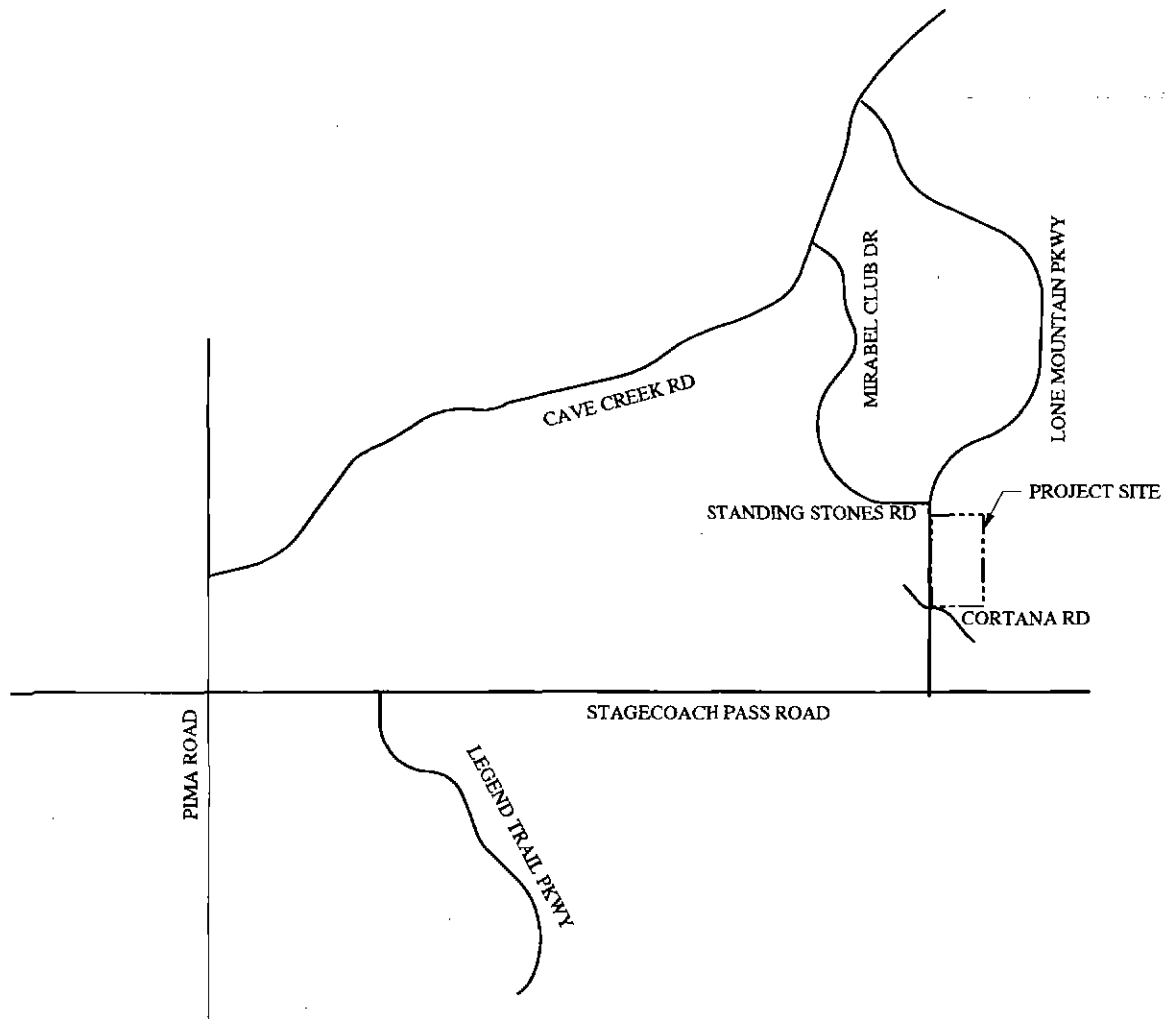 MIRABEL CLUB DR
LONE MOUNTAIN PKWY
CAVE CREEK RD
PROJECT SITE
STANDING STONES RD
CORTANA RD
STAGECOACH PASS ROAD
PIMA ROAD
LEGEND TRAIL PKWY